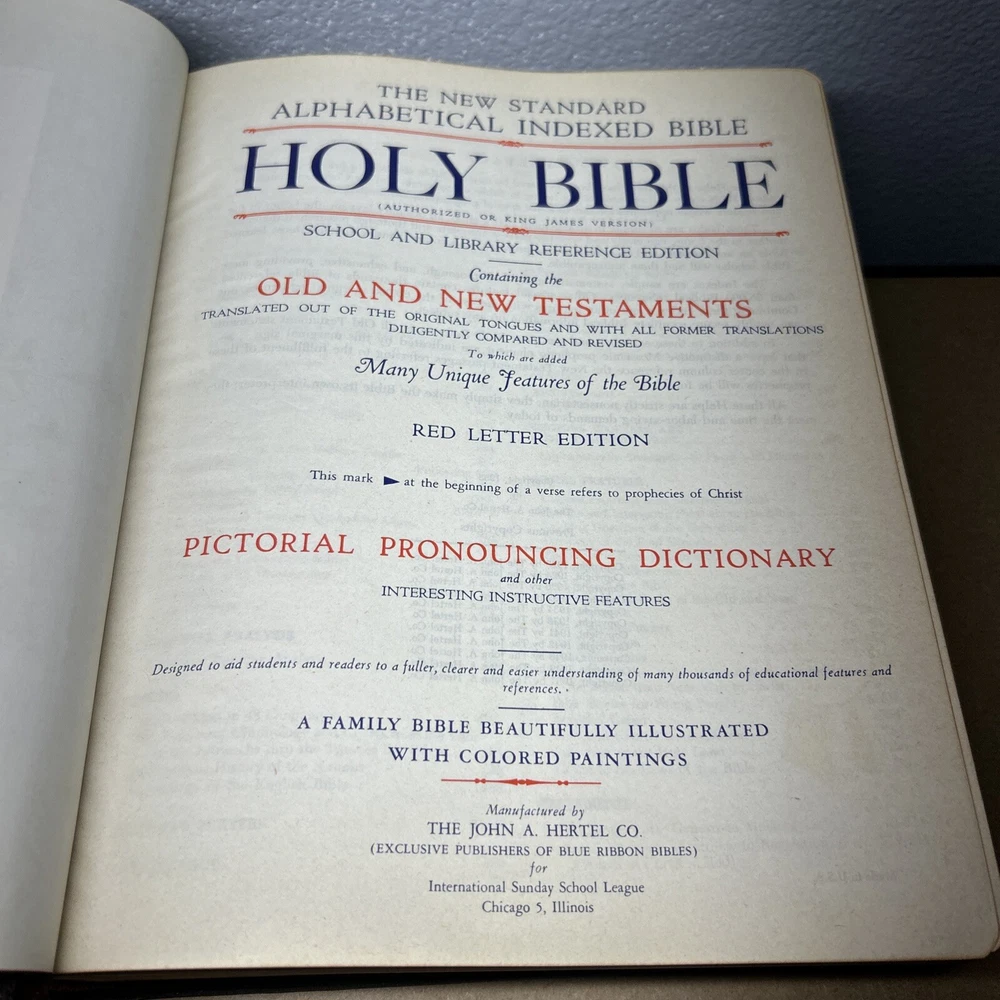 THE NEW STANDARD
ALPHABETICAL INDEXED BIBLE
HOLY BIBLE
(AUTHORIZED OR KING JAMES VERSION)
SCHOOL AND LIBRARY REFERENCE EDITION
Containing the
OLD AND NEW TESTAMENTS
TRANSLATED OUT OF THE ORIGINAL TONGUES AND WITH ALL FORMER TRANSLATIONS
DILIGENTLY COMPARED AND REVISED
To which are added
Many Unique Features of the Bible
RED LETTER EDITION
This mark ► at the beginning of a verse refers to prophecies of Christ
PICTORIAL PRONOUNCING DICTIONARY
and other
INTERESTING INSTRUCTIVE FEATURES
Designed to aid students and readers to a fuller, clearer and easier understanding of many thousands of educational features and
references.
A FAMILY BIBLE BEAUTIFULLY ILLUSTRATED
WITH COLORED PAINTINGS
Manufactured by
THE JOHN A. HERTEL CO.
(EXCLUSIVE PUBLISHERS OF BLUE RIBBON BIBLES)
for
International Sunday School League
Chicago 5, Illinois